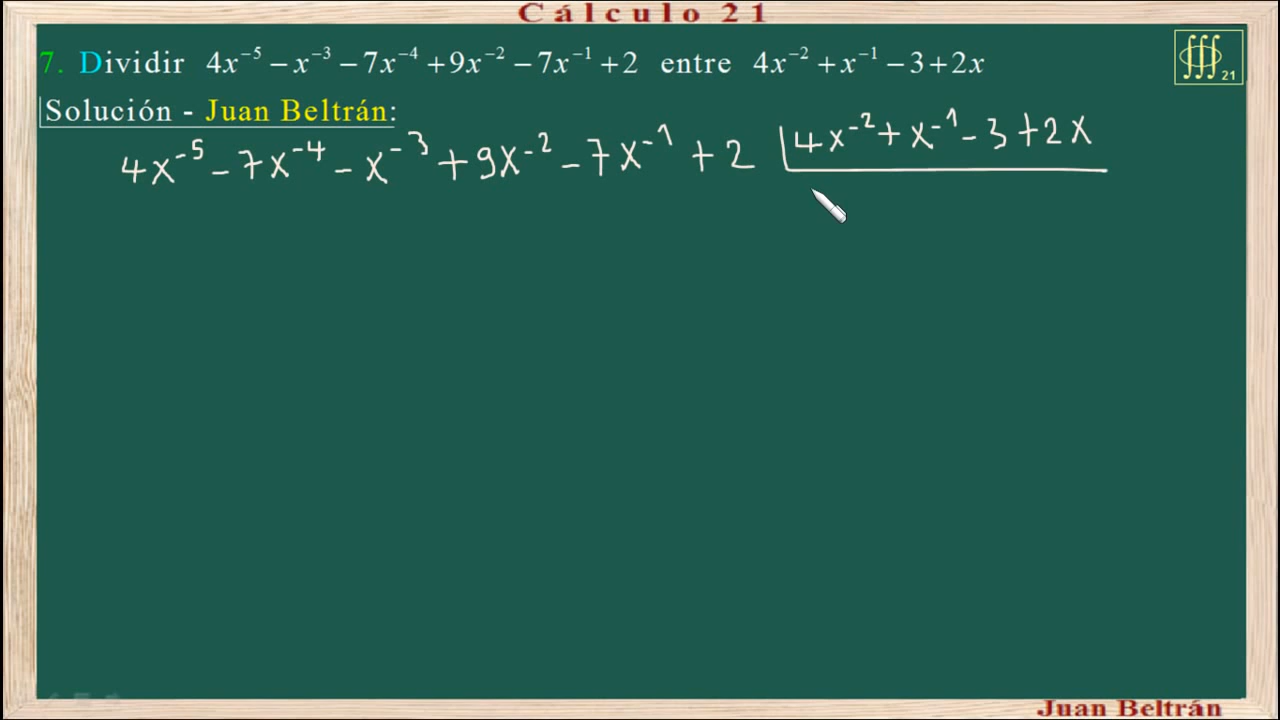 Cálculo 21
7. Dividir 4x⁻⁵ − x⁻³ − 7x⁻⁴ + 9x⁻² − 7x⁻¹ + 2 entre 4x⁻² + x⁻¹ − 3 + 2x
∭ 21
Solución - Juan Beltrán:
4x⁻⁵ − 7x⁻⁴ − x⁻³ + 9x⁻² − 7x⁻¹ + 2 | 4x⁻² + x⁻¹ − 3 + 2x
Juan Beltrán